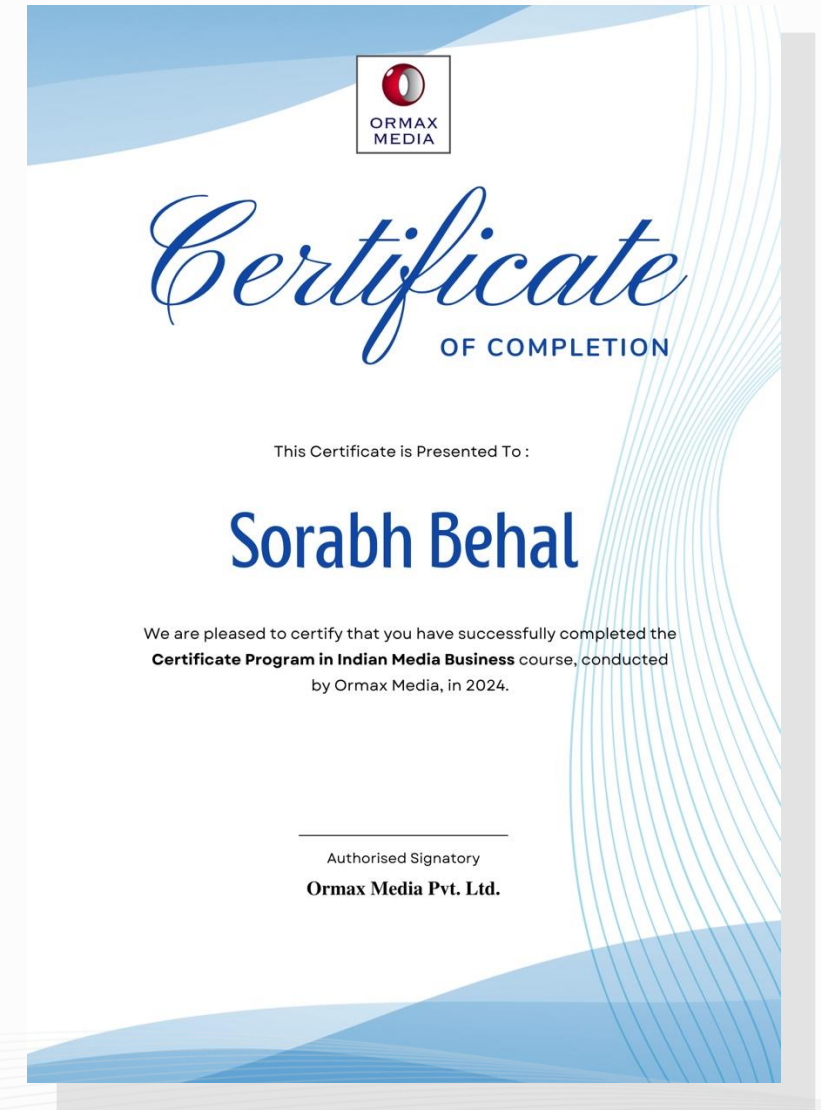 ORMAX
MEDIA
Certificate
OF COMPLETION
This Certificate is Presented To :
Sorabh Behal
We are pleased to certify that you have successfully completed the
Certificate Program in Indian Media Business course, conducted
by Ormax Media, in 2024.
Authorised Signatory
Ormax Media Pvt. Ltd.